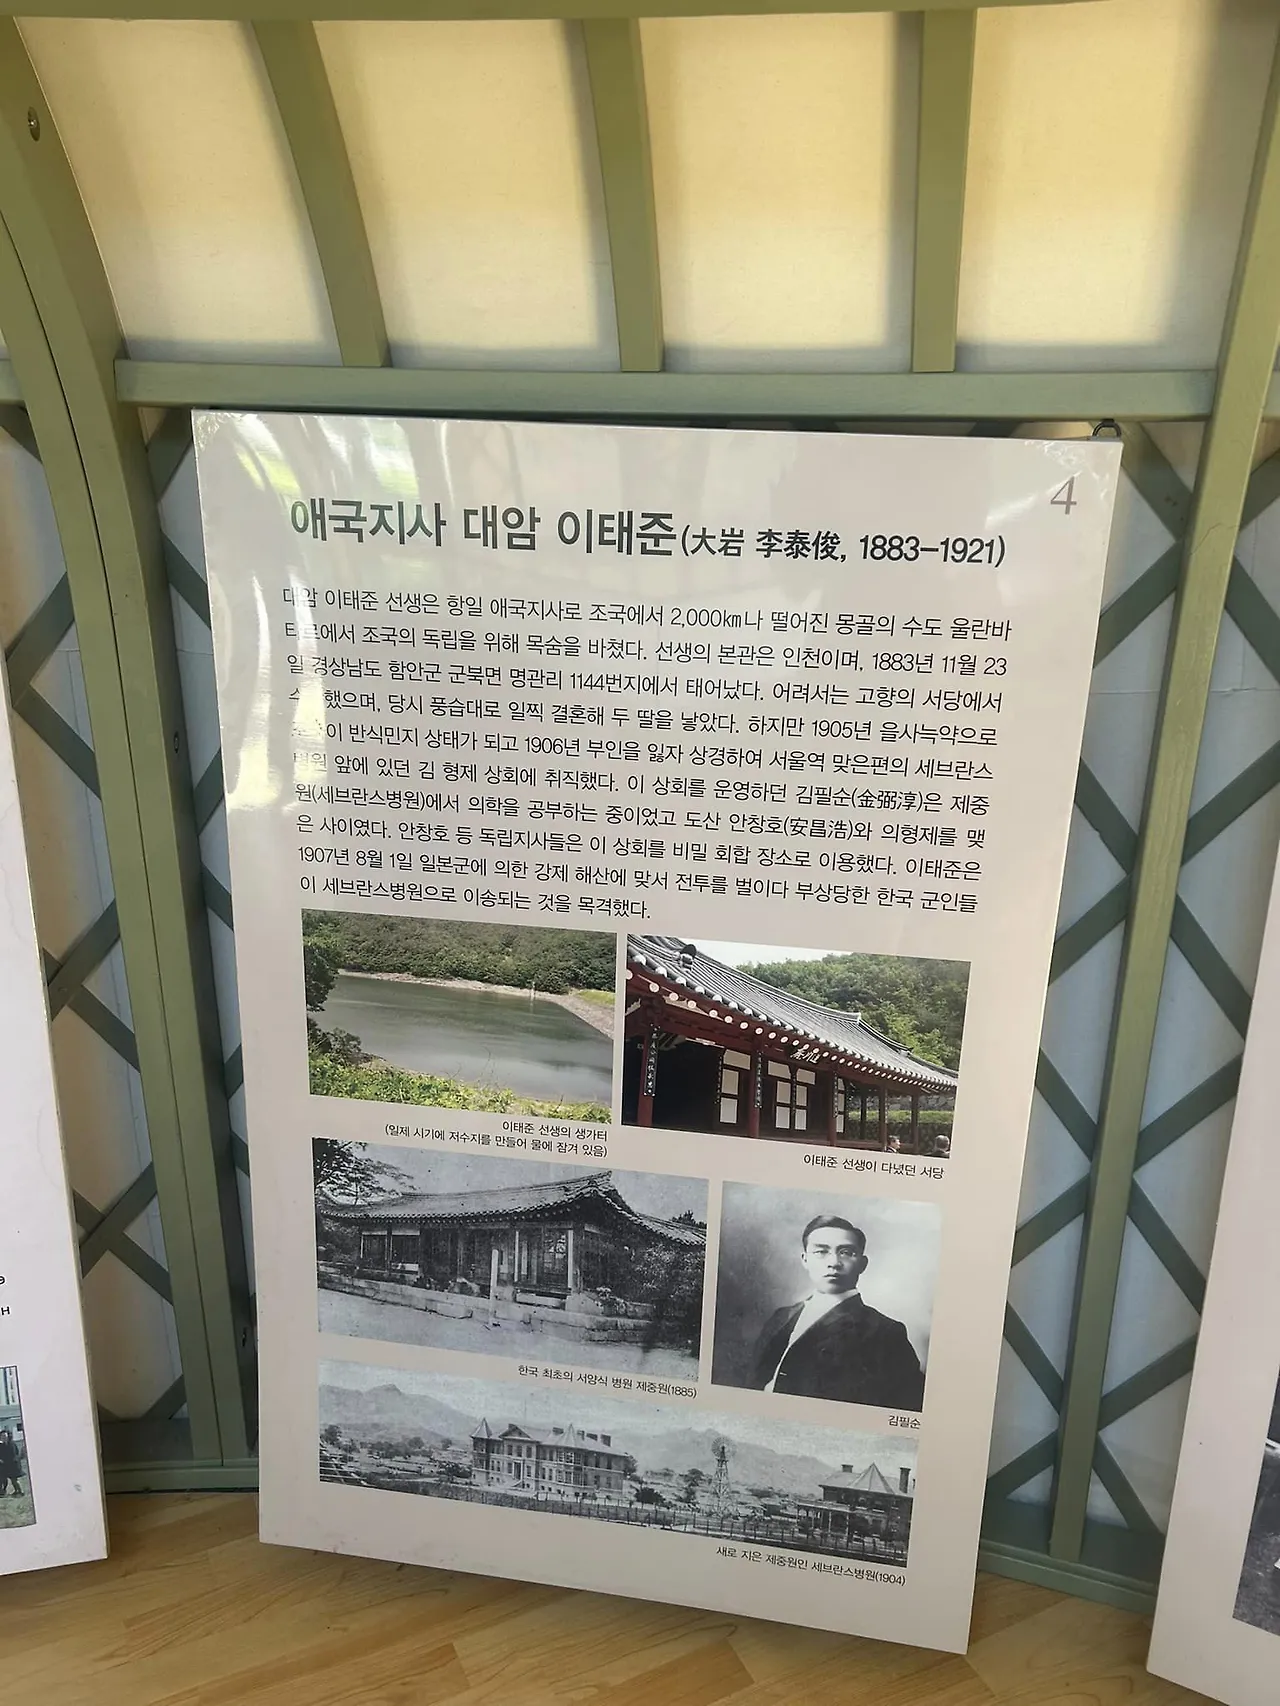 4
애국지사 대암 이태준(大岩 李泰俊, 1883–1921)
대암 이태준 선생은 항일 애국지사로 조국에서 2,000㎞나 떨어진 몽골의 수도 울란바
토르에서 조국의 독립을 위해 목숨을 바쳤다. 선생의 본관은 인천이며, 1883년 11월 23
일 경상남도 함안군 군북면 명관리 1144번지에서 태어났다. 어려서는 고향의 서당에서
했으며, 당시 풍습대로 일찍 결혼해 두 딸을 낳았다. 하지만 1905년 을사늑약으로
이 반식민지 상태가 되고 1906년 부인을 잃자 상경하여 서울역 맞은편의 세브란스
병원 앞에 있던 김 형제 상회에 취직했다. 이 상회를 운영하던 김필순(金弼淳)은 제중
원(세브란스병원)에서 의학을 공부하는 중이었고 도산 안창호(安昌浩)와 의형제를 맺
은 사이였다. 안창호 등 독립지사들은 이 상회를 비밀 회합 장소로 이용했다. 이태준은
1907년 8월 1일 일본군에 의한 강제 해산에 맞서 전투를 벌이다 부상당한 한국 군인들
이 세브란스병원으로 이송되는 것을 목격했다.
이태준 선생의 생가터
(일제 시기에 저수지를 만들어 물에 잠겨 있음)
이태준 선생이 다녔던 서당
한국 최초의 서양식 병원 제중원(1885)
김필순
새로 지은 제중원인 세브란스병원(1904)